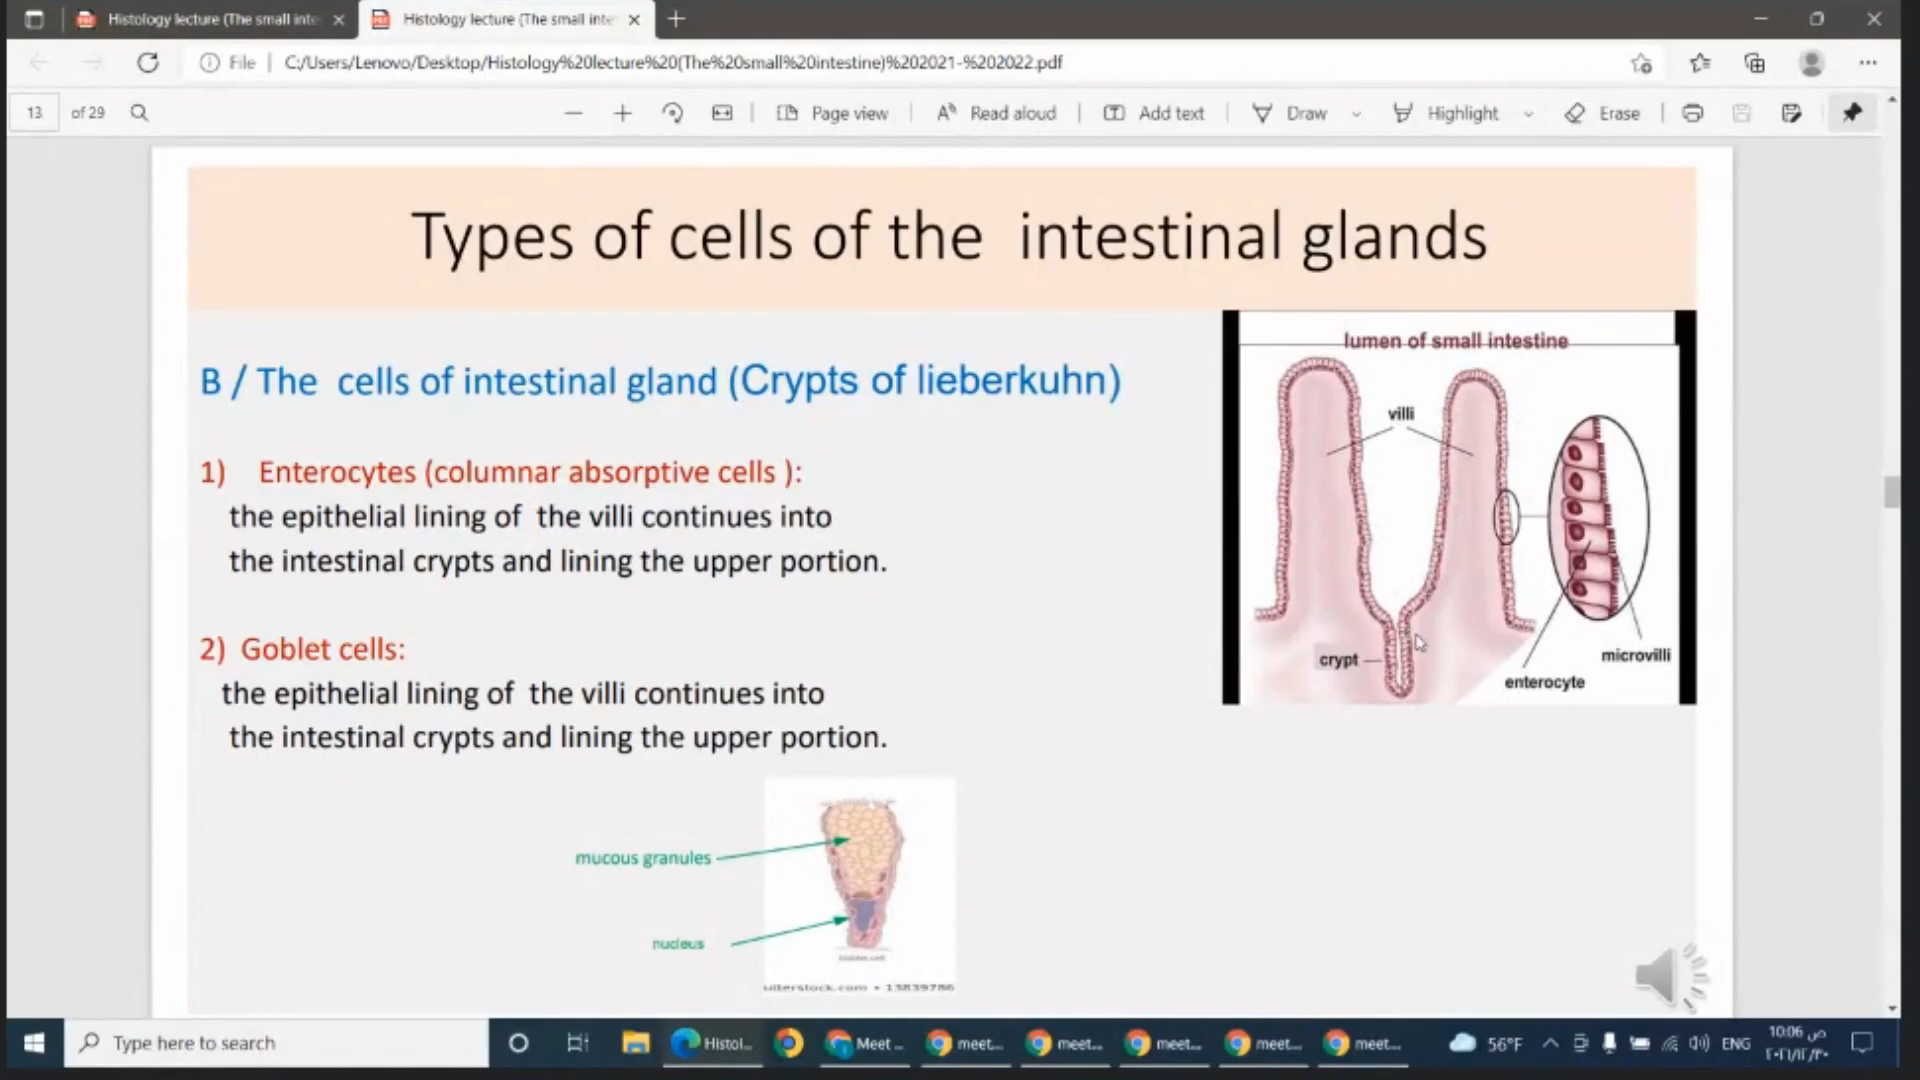 Histology lecture (The small inte
Histology lecture (The small inte
File
C:/Users/Lenovo/Desktop/Histology%20lecture%20(The%20small%20intestine)%202021-%202022.pdf
13 of 29
Page view
Read aloud
Add text
Draw
Highlight
Erase
Types of cells of the intestinal glands
B / The cells of intestinal gland (Crypts of lieberkuhn)
1) Enterocytes (columnar absorptive cells ):
the epithelial lining of the villi continues into
the intestinal crypts and lining the upper portion.
2) Goblet cells:
the epithelial lining of the villi continues into
the intestinal crypts and lining the upper portion.
lumen of small intestine
villi
crypt
microvilli
enterocyte
mucous granules
nucleus
Type here to search
Histol...
Meet ...
meet...
meet...
meet...
meet...
meet...
56°F
ENG
10:06 ص